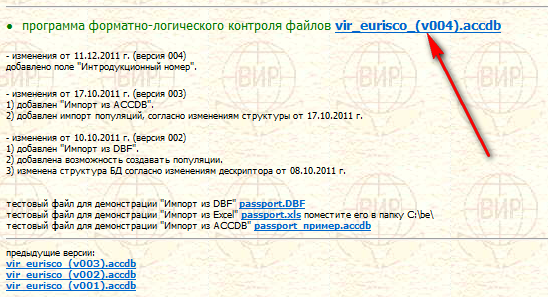 • программа форматно-логического контроля файлов vir_eurisco_(v004).accdb
- изменения от 11.12.2011 г. (версия 004)
добавлено поле "Интродукционный номер".
- изменения от 17.10.2011 г. (версия 003)
1) добавлен "Импорт из ACCDB".
2) добавлен импорт популяций, согласно изменениям структуры от 17.10.2011 г.
- изменения от 10.10.2011 г. (версия 002)
1) добавлен "Импорт из DBF".
2) добавлена возможность создавать популяции.
3) изменена структура БД согласно изменениям дескриптора от 08.10.2011 г.
тестовый файл для демонстрации "Импорт из DBF" passport.DBF
тестовый файл для демонстрации "Импорт из Excel" passport.xls поместите его в папку C:\be\
тестовый файл для демонстрации "Импорт из ACCDB" passport_пример.accdb
предыдущие версии:
vir_eurisco_(v003).accdb
vir_eurisco_(v002).accdb
vir_eurisco_(v001).accdb
ВИР
ВИР
ВИР
ВИР